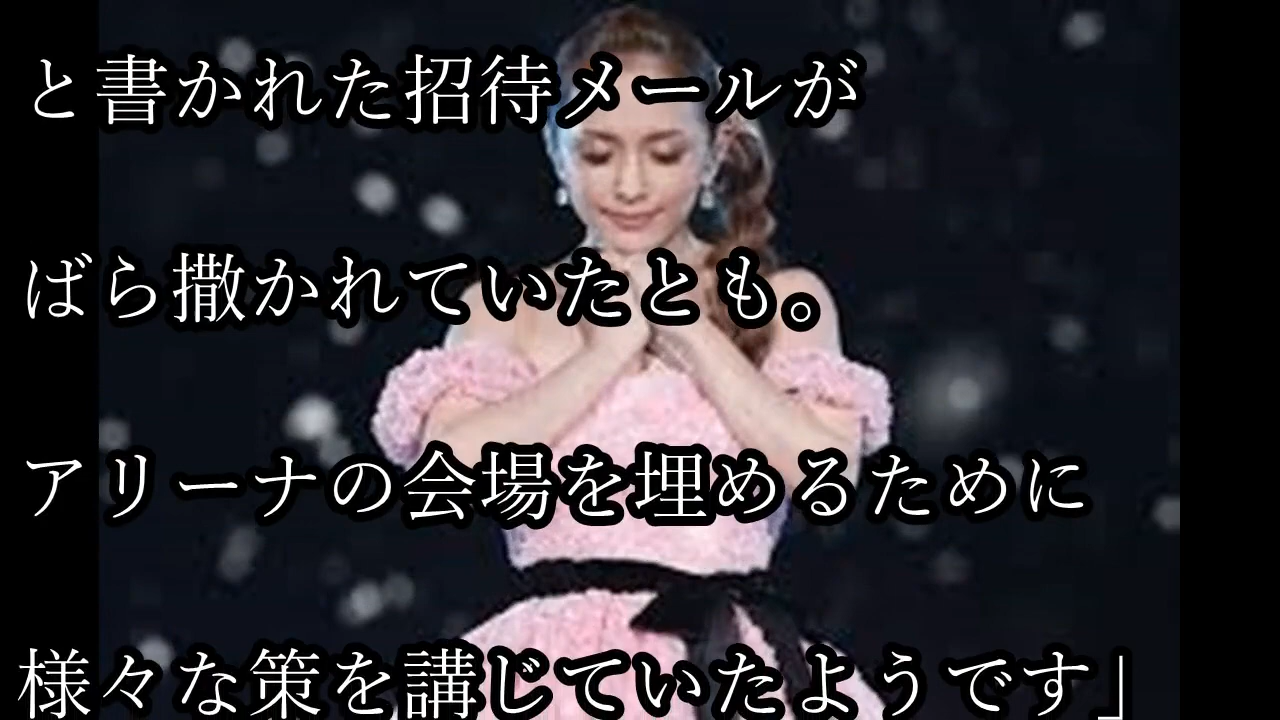 と書かれた招待メールが
ばら撒かれていたとも。
アリーナの会場を埋めるために
様々な策を講じていたようです」